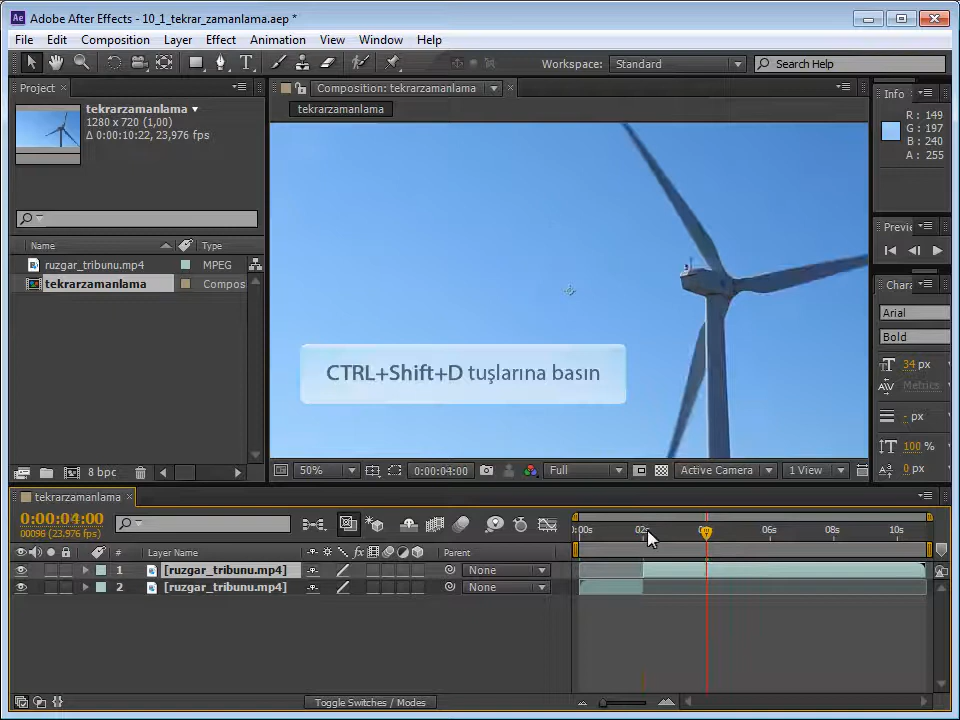 Adobe After Effects - 10_1_tekrar_zamanlama.aep *
File Edit Composition Layer Effect Animation View Window Help
Workspace: Standard Search Help
Project
tekrarzamanlama
1280 x 720 (1,00)
Δ 0:00:10:22, 23,976 fps
Name Type
ruzgar_tribunu.mp4 MPEG
tekrarzamanlama Compos
8 bpc
Composition: tekrarzamanlama
tekrarzamanlama
CTRL+Shift+D tuşlarına basın
50% 0:00:04:00 Full Active Camera 1 View
Info
R : 149
G : 197
B : 240
A : 255
Previe
Chara
Arial
Bold
34 px
Metrics
- px
100 %
0 px
tekrarzamanlama
0:00:04:00
00096 (23.976 fps)
# Layer Name Parent
1 [ruzgar_tribunu.mp4] None
2 [ruzgar_tribunu.mp4] None
:00s 02s 06s 08s 10s
Toggle Switches / Modes